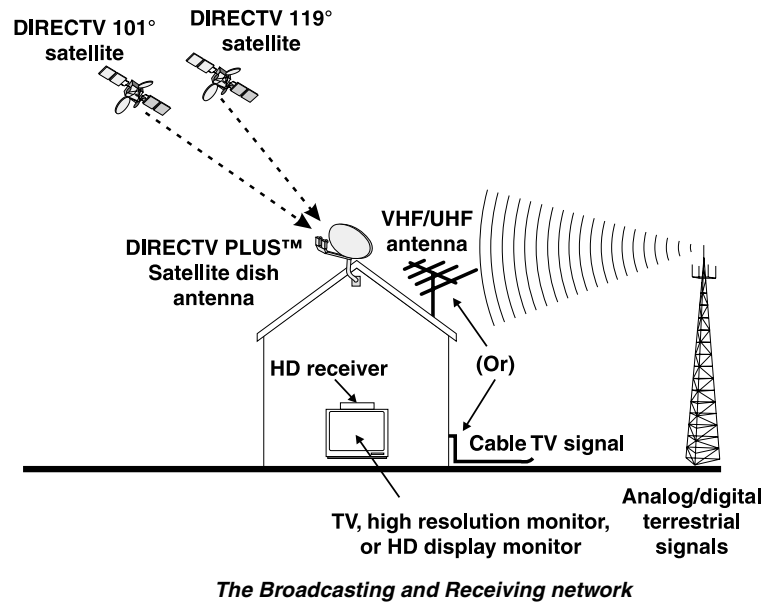 DIRECTV 101°
satellite
DIRECTV 119°
satellite
DIRECTV PLUS™
Satellite dish
antenna
VHF/UHF
antenna
HD receiver
(Or)
Cable TV signal
TV, high resolution monitor,
or HD display monitor
Analog/digital
terrestrial
signals
The Broadcasting and Receiving network